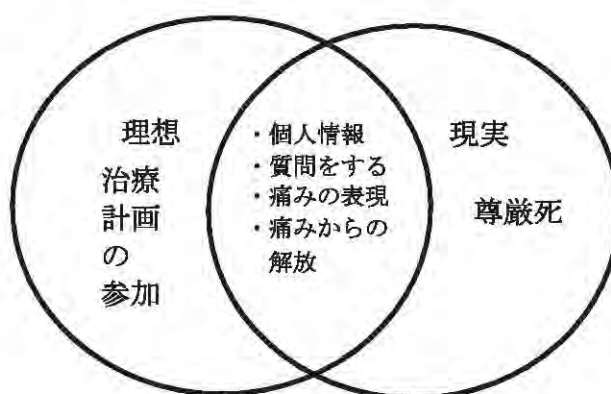 理想
治療
計画
の
参加
・個人情報
・質問をする
・痛みの表現
・痛みからの
解放
現実
尊厳死